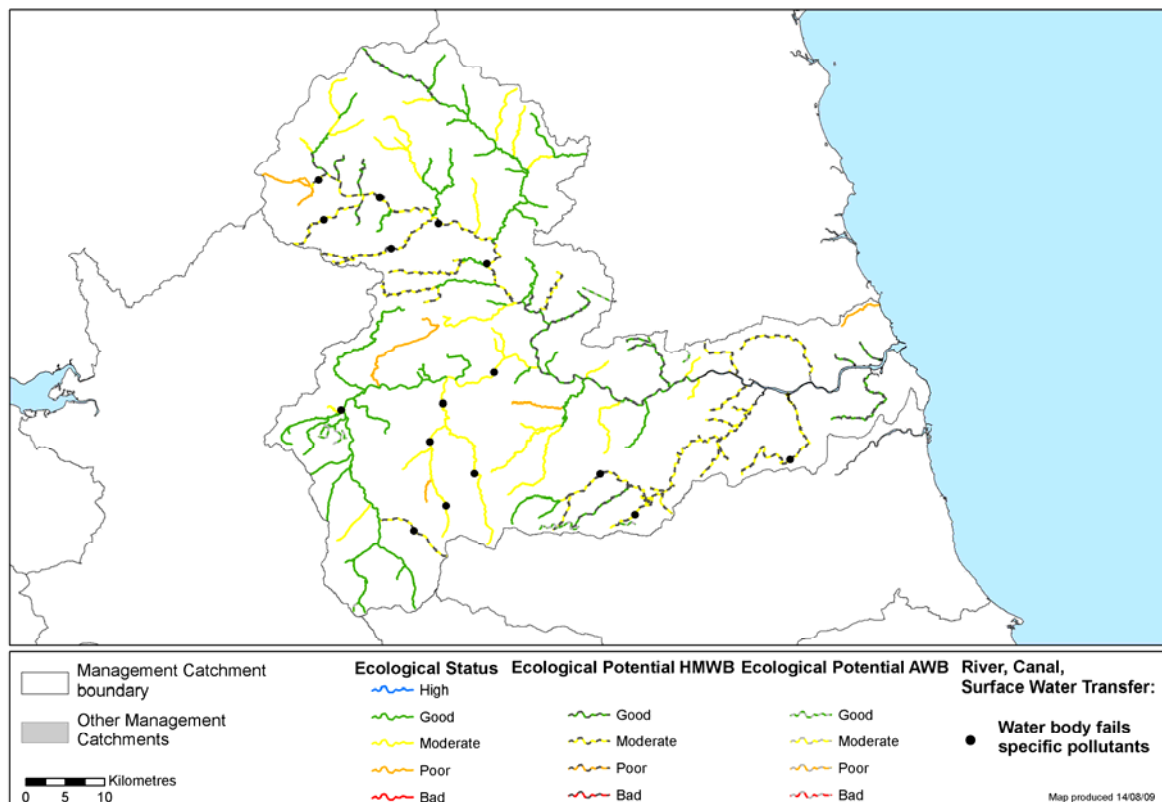 Management Catchment
boundary
Other Management
Catchments
Kilometres
0 5 10
Ecological Status
High
Good
Moderate
Poor
Bad
Ecological Potential HMWB
Good
Moderate
Poor
Bad
Ecological Potential AWB
Good
Moderate
Poor
Bad
River, Canal,
Surface Water Transfer:
Water body fails
specific pollutants
Map produced 14/08/09